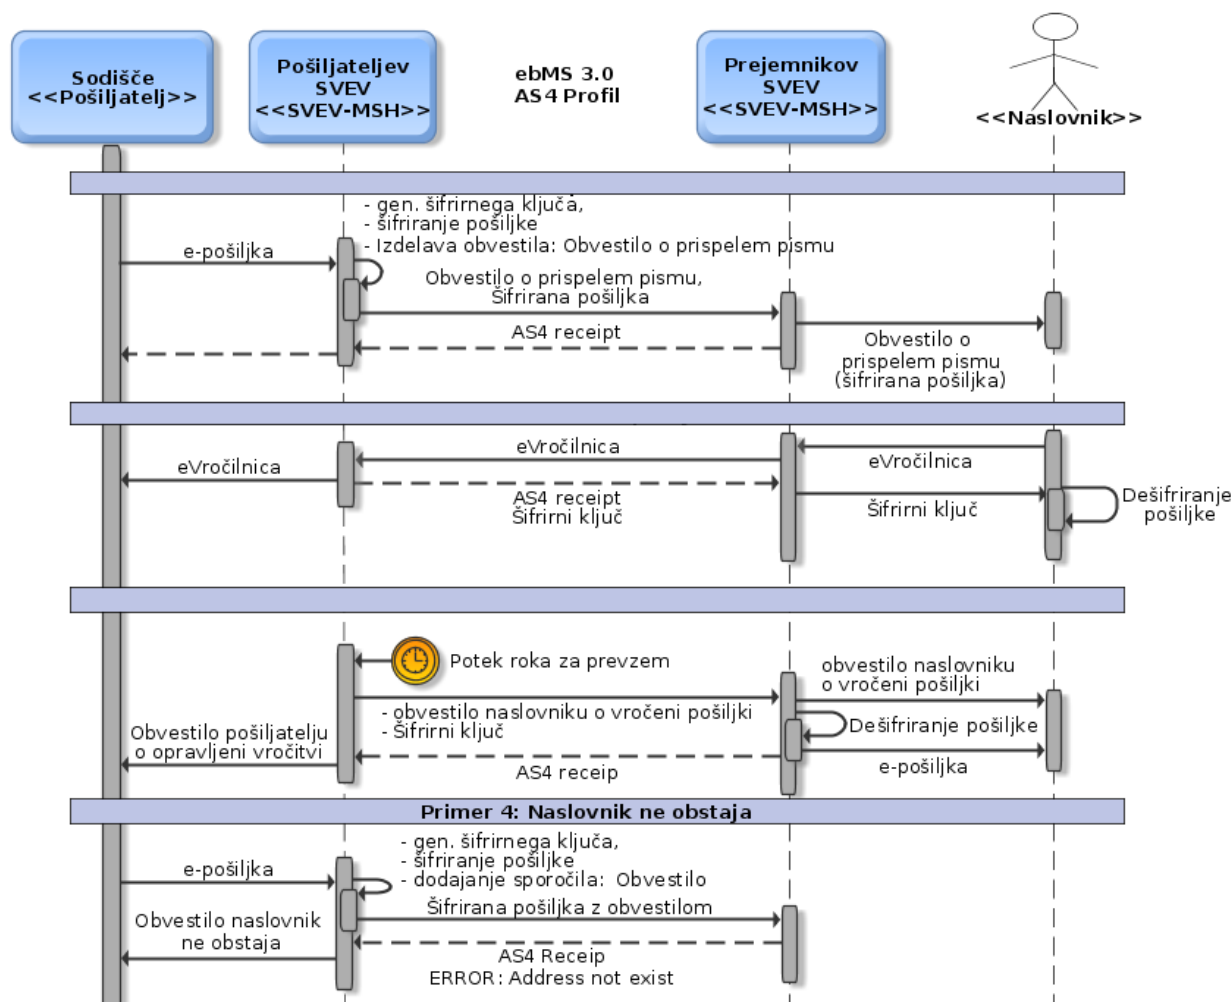 Sodišče
<<Pošiljatelj>>
Pošiljateljev
SVEV
<<SVEV-MSH>>
ebMS 3.0
AS4 Profil
Prejemnikov
SVEV
<<SVEV-MSH>>
<<Naslovnik>>
- gen. šifrirnega ključa,
- šifriranje pošiljke
- Izdelava obvestila: Obvestilo o prispelem pismu
e-pošiljka
Obvestilo o prispelem pismu,
Šifrirana pošiljka
AS4 receipt
Obvestilo o
prispelem pismu
(šifrirana pošiljka)
eVročilnica
eVročilnica
eVročilnica
AS4 receipt
Šifrirni ključ
Šifrirni ključ
Dešifriranje
pošiljke
Potek roka za prevzem
obvestilo naslovniku
o vročeni pošiljki
- obvestilo naslovniku o vročeni pošiljki
- Šifrirni ključ
Dešifriranje pošiljke
Obvestilo pošiljatelju
o opravljeni vročitvi
AS4 receip
e-pošiljka
Primer 4: Naslovnik ne obstaja
- gen. šifrirnega ključa,
- šifriranje pošiljke
- dodajanje sporočila:  Obvestilo
e-pošiljka
Šifrirana pošiljka z obvestilom
Obvestilo naslovnik
ne obstaja
AS4 Receip
ERROR: Address not exist